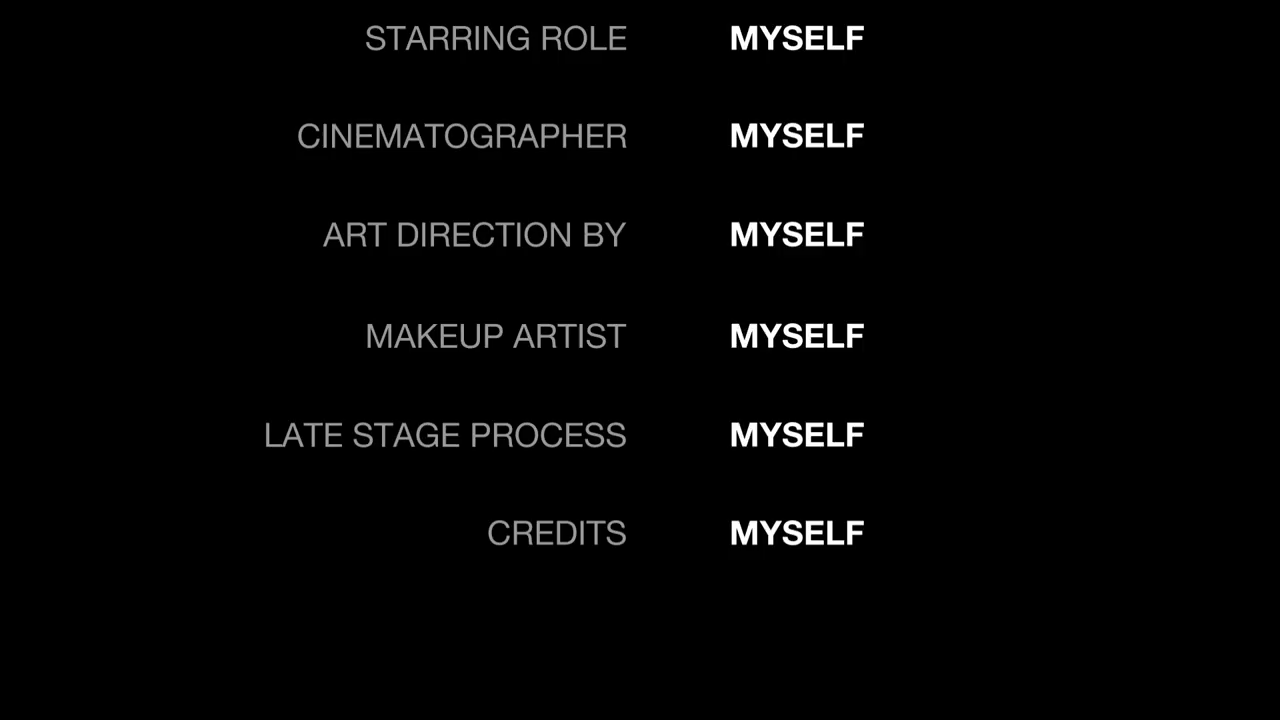 STARRING ROLE MYSELF
CINEMATOGRAPHER MYSELF
ART DIRECTION BY MYSELF
MAKEUP ARTIST MYSELF
LATE STAGE PROCESS MYSELF
CREDITS MYSELF